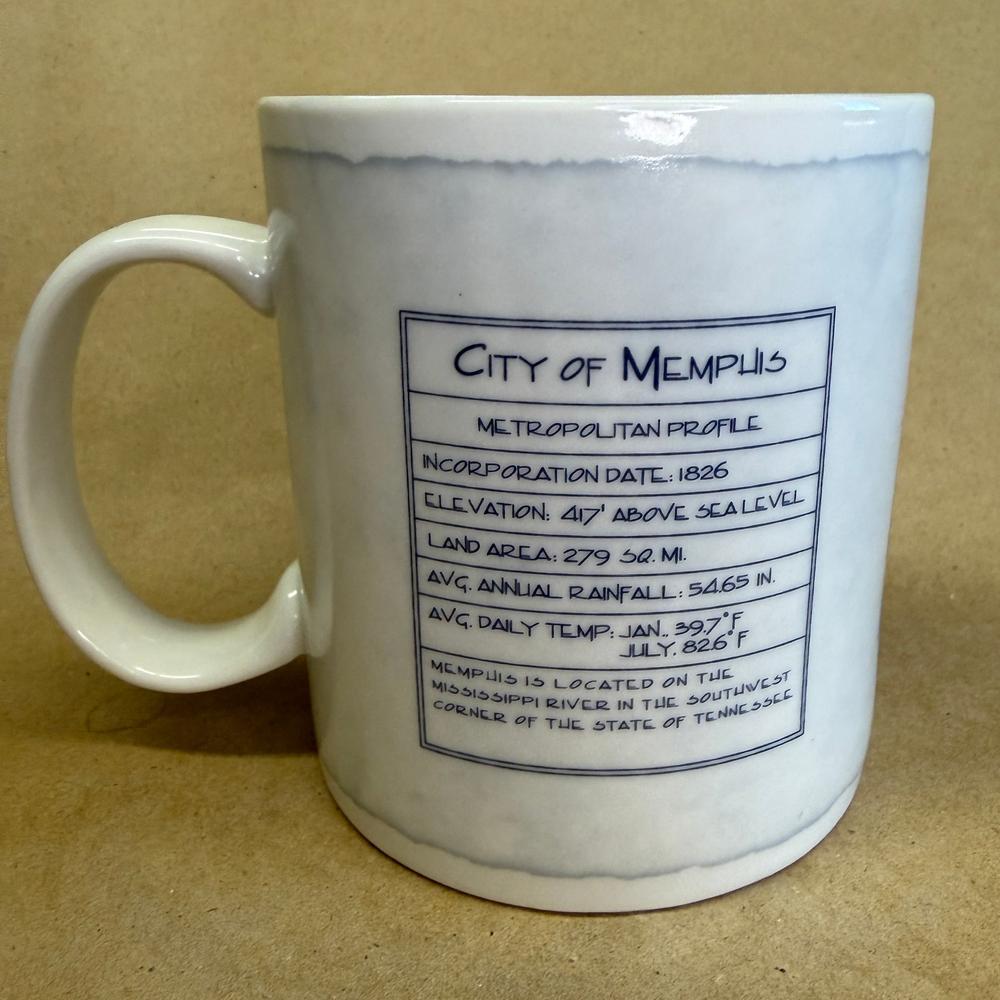 CITY OF MEMPHIS
METROPOLITAN PROFILE
INCORPORATION DATE: 1826
ELEVATION: 417' ABOVE SEA LEVEL
LAND AREA: 279 SQ. MI.
AVG. ANNUAL RAINFALL: 54.65 IN.
AVG. DAILY TEMP: JAN., 39.7°F
JULY, 82.6°F
MEMPHIS IS LOCATED ON THE
MISSISSIPPI RIVER IN THE SOUTHWEST
CORNER OF THE STATE OF TENNESSEE